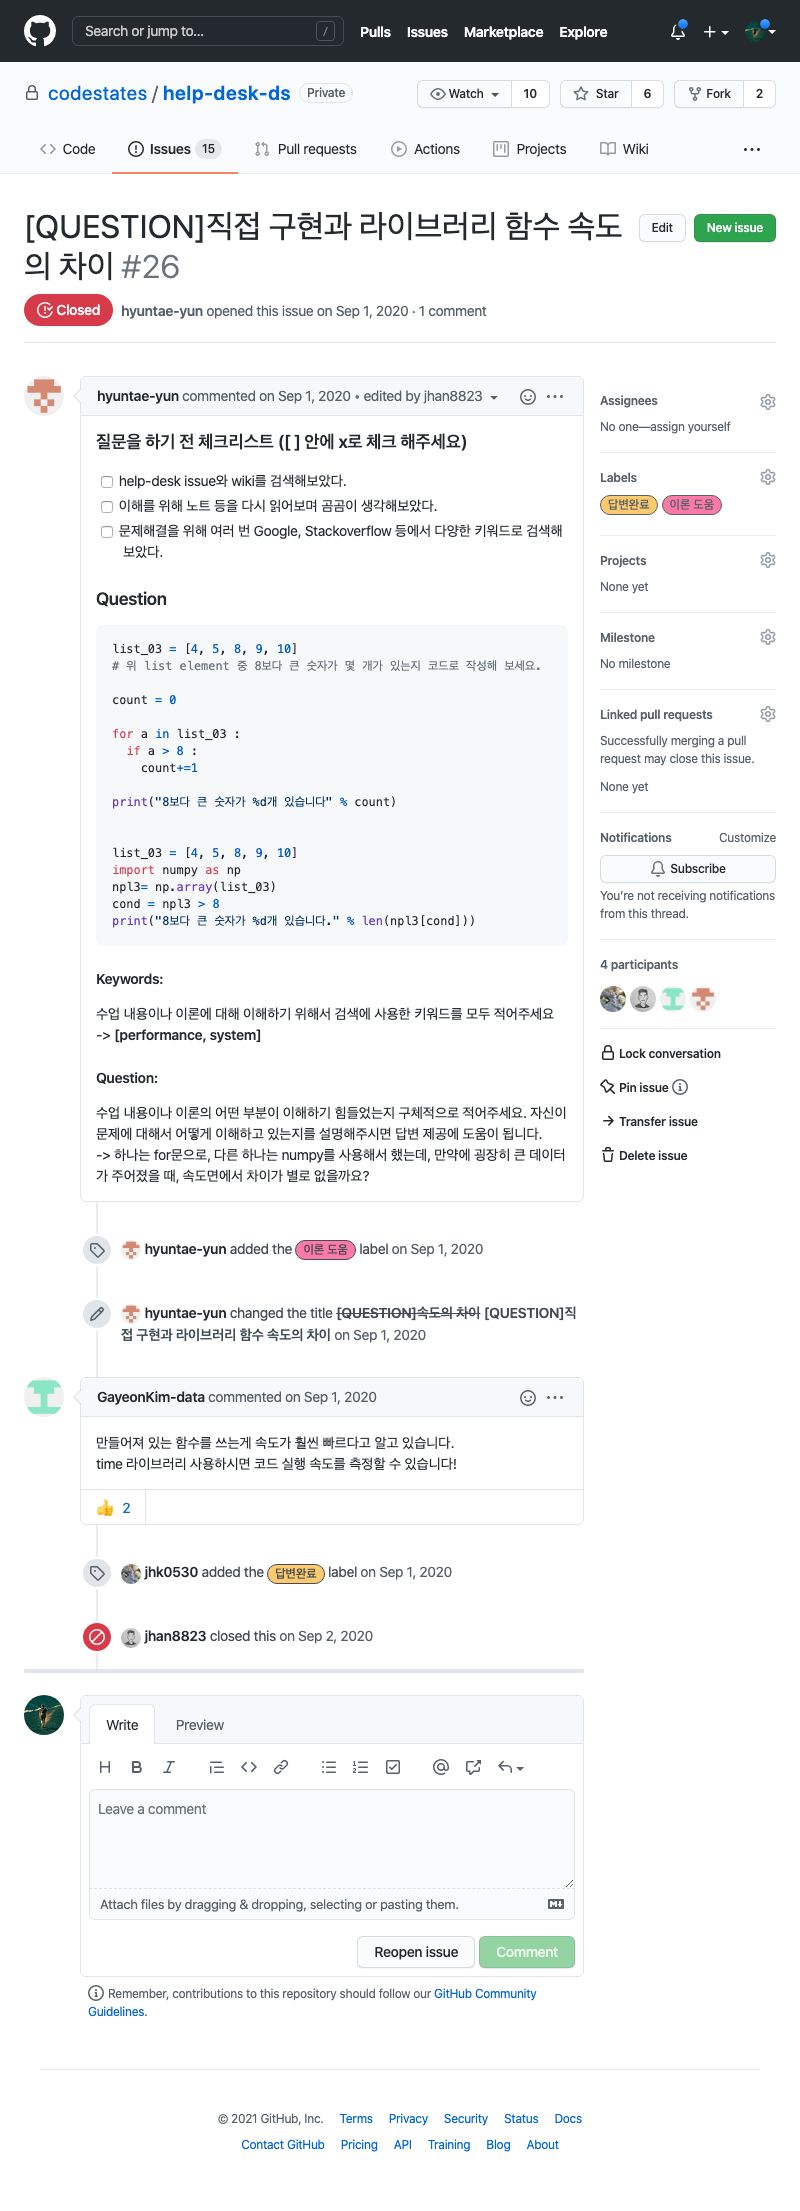 Search or jump to... /
Pulls Issues Marketplace Explore
codestates / help-desk-ds Private
Watch 10 Star 6 Fork 2
Code Issues 15 Pull requests Actions Projects Wiki ...
[QUESTION]직접 구현과 라이브러리 함수 속도
의 차이 #26
Edit New issue
Closed hyuntae-yun opened this issue on Sep 1, 2020 · 1 comment
hyuntae-yun commented on Sep 1, 2020 • edited by jhan8823
질문을 하기 전 체크리스트 ([ ] 안에 x로 체크 해주세요)
help-desk issue와 wiki를 검색해보았다.
이해를 위해 노트 등을 다시 읽어보며 곰곰이 생각해보았다.
문제해결을 위해 여러 번 Google, Stackoverflow 등에서 다양한 키워드로 검색해
보았다.
Question
list_03 = [4, 5, 8, 9, 10]
# 위 list element 중 8보다 큰 숫자가 몇 개가 있는지 코드로 작성해 보세요.
count = 0
for a in list_03 :
if a > 8 :
count+=1
print("8보다 큰 숫자가 %d개 있습니다" % count)
list_03 = [4, 5, 8, 9, 10]
import numpy as np
npl3= np.array(list_03)
cond = npl3 > 8
print("8보다 큰 숫자가 %d개 있습니다." % len(npl3[cond]))
Keywords:
수업 내용이나 이론에 대해 이해하기 위해서 검색에 사용한 키워드를 모두 적어주세요
-> [performance, system]
Question:
수업 내용이나 이론의 어떤 부분이 이해하기 힘들었는지 구체적으로 적어주세요. 자신이
문제에 대해서 어떻게 이해하고 있는지를 설명해주시면 답변 제공에 도움이 됩니다.
-> 하나는 for문으로, 다른 하나는 numpy를 사용해서 했는데, 만약에 굉장히 큰 데이터
가 주어졌을 때, 속도면에서 차이가 별로 없을까요?
Assignees
No one—assign yourself
Labels
답변완료 이론 도움
Projects
None yet
Milestone
No milestone
Linked pull requests
Successfully merging a pull
request may close this issue.
None yet
Notifications Customize
Subscribe
You're not receiving notifications
from this thread.
4 participants
Lock conversation
Pin issue
Transfer issue
Delete issue
hyuntae-yun added the 이론 도움 label on Sep 1, 2020
hyuntae-yun changed the title [QUESTION]속도의 차이 [QUESTION]직
접 구현과 라이브러리 함수 속도의 차이 on Sep 1, 2020
GayeonKim-data commented on Sep 1, 2020
만들어져 있는 함수를 쓰는게 속도가 훨씬 빠르다고 알고 있습니다.
time 라이브러리 사용하시면 코드 실행 속도를 측정할 수 있습니다!
👍 2
jhk0530 added the 답변완료 label on Sep 1, 2020
jhan8823 closed this on Sep 2, 2020
Write Preview
H B I
Leave a comment
Attach files by dragging & dropping, selecting or pasting them.
Reopen issue Comment
Remember, contributions to this repository should follow our GitHub Community
Guidelines.
© 2021 GitHub, Inc. Terms Privacy Security Status Docs
Contact GitHub Pricing API Training Blog About